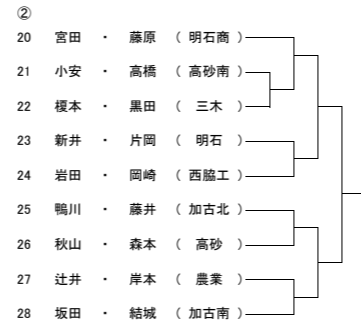 ②
20 宮田 ・ 藤原 ( 明石商 )
21 小安 ・ 高橋 ( 高砂南 )
22 榎本 ・ 黒田 ( 三木 )
23 新井 ・ 片岡 ( 明石 )
24 岩田 ・ 岡崎 ( 西脇工 )
25 鴨川 ・ 藤井 ( 加古北 )
26 秋山 ・ 森本 ( 高砂 )
27 辻井 ・ 岸本 ( 農業 )
28 坂田 ・ 結城 ( 加古南 )